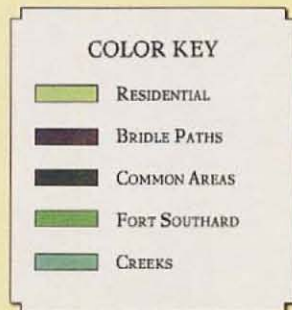 COLOR KEY
RESIDENTIAL
BRIDLE PATHS
COMMON AREAS
FORT SOUTHARD
CREEKS